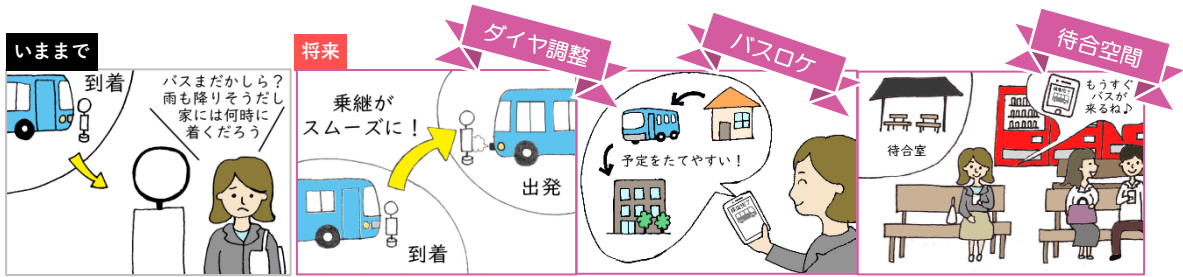 いままで
到着
バスまだかしら？
雨も降りそうだし
家には何時に
着くだろう
将来
ダイヤ調整
乗継が
スムーズに！
出発
到着
バスロケ
予定をたてやすい！
待合空間
待合室
もうすぐ
バスが
来るね♪